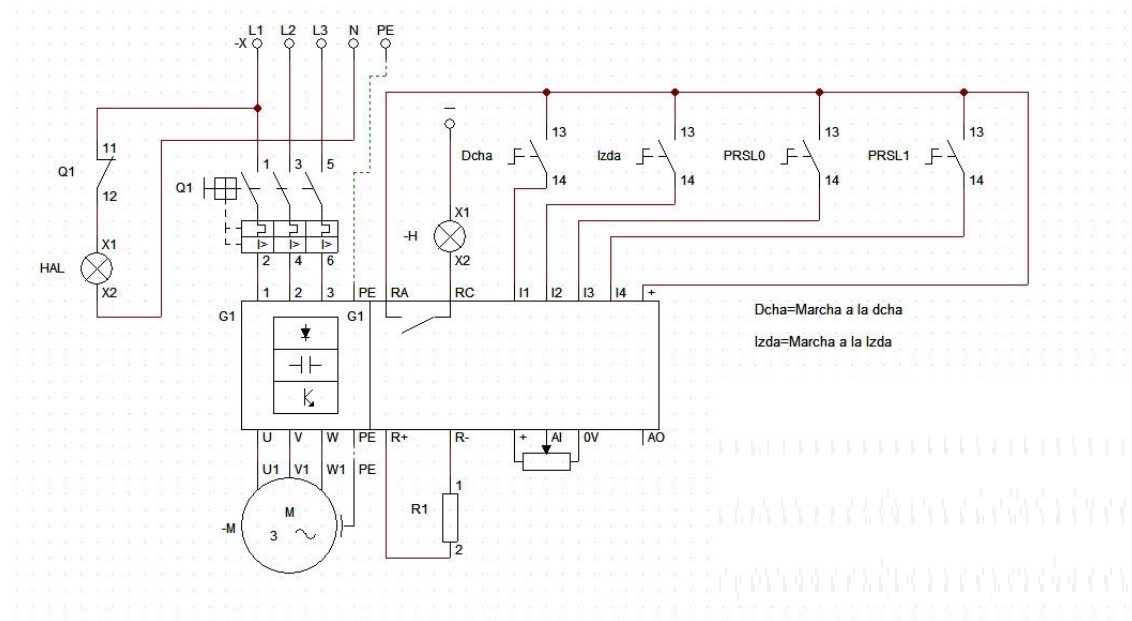 L1 L2 L3 N PE
-X
13 13 13 13
11
Q1
12
Dcha Izda PRSL0 PRSL1
14 14 14 14
1 3 5
Q1
I> I> I>
2 4 6
X1
-H
X2
X1
HAL
X2
1 2 3 PE RA RC I1 I2 I3 I4 +
G1 G1
Dcha=Marcha a la dcha
Izda=Marcha a la Izda
U V W PE R+ R- + AI 0V AO
U1 V1 W1 PE
1
R1
2
M
-M
3